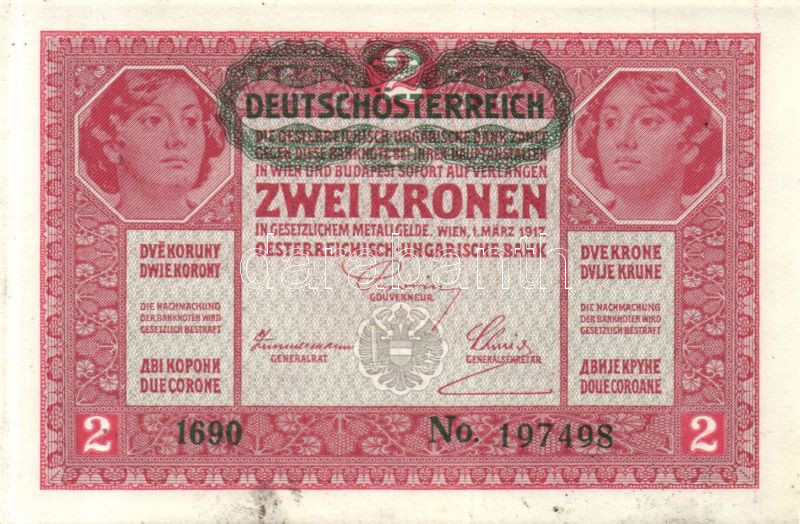 2
DEUTSCHÖSTERREICH
DIE OESTERREICHISCH-UNGARISCHE BANK ZAHLT
GEGEN DIESE BANKNOTE BEI IHREN HAUPTANSTALTEN
IN WIEN UND BUDAPEST SOFORT AUF VERLANGEN
ZWEI KRONEN
IN GESETZLICHEM METALLGELDE. WIEN, 1. MÄRZ 1917
OESTERREICHISCH-UNGARISCHE BANK
darabanth
GOUVERNEUR
Zimmermann
GENERALRAT
GENERALSEKRETÄR
DVĚ KORUNY
DWIE KORONY
DIE NACHMACHUNG
DER BANKNOTEN WIRD
GESETZLICH BESTRAFT
ДВІ КОРОНИ
DUE CORONE
DVE KRONE
DVIJE KRUNE
DIE NACHMACHUNG
DER BANKNOTEN WIRD
GESETZLICH BESTRAFT
ДВИЈЕ КРУНЕ
DOUE COROANE
2
1690
No. 197498
2